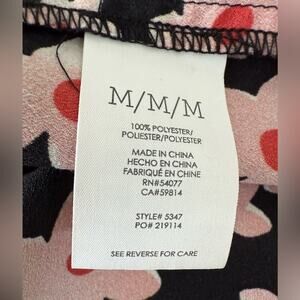 M/M/M
100% POLYESTER/
POLIESTER/POLYESTER
MADE IN CHINA
HECHO EN CHINA
FABRIQUÉ EN CHINE
RN#54077
CA#59814
STYLE# 5347
PO# 219114
SEE REVERSE FOR CARE